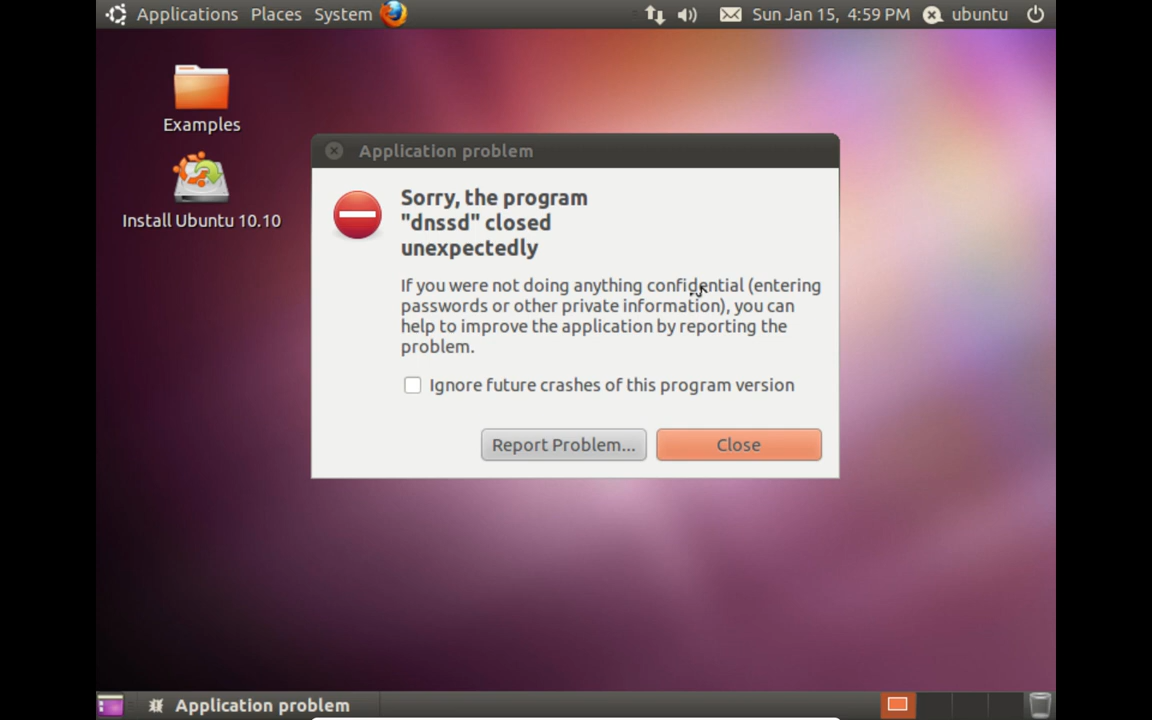 Applications Places System Sun Jan 15, 4:59 PM ubuntu
Examples
Install Ubuntu 10.10
Application problem
Sorry, the program
"dnssd" closed
unexpectedly
If you were not doing anything confidential (entering
passwords or other private information), you can
help to improve the application by reporting the
problem.
Ignore future crashes of this program version
Report Problem... Close
Application problem